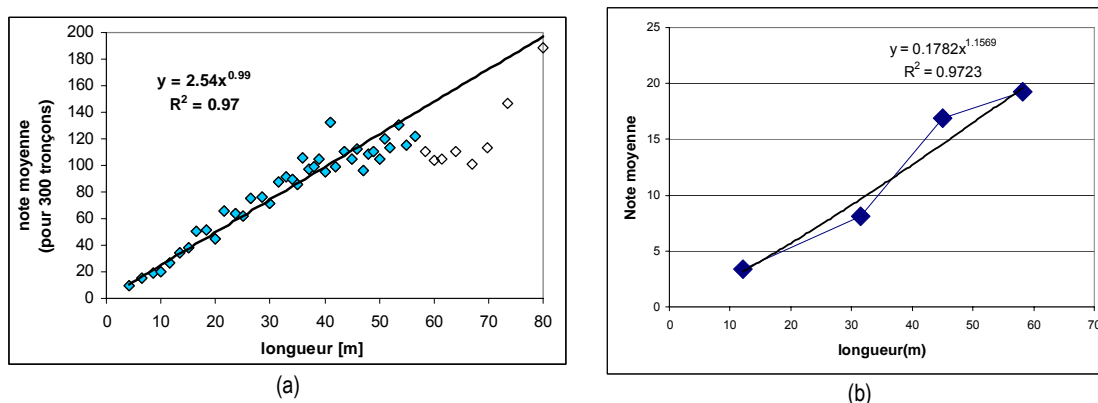 200
180
160
140
120
100
80
60
40
20
0
note moyenne
(pour 300 tronçons)
y = 2.54x^0.99
R² = 0.97
0 10 20 30 40 50 60 70 80
longueur [m]
(a)
25
20
15
10
5
0
Note moyenne
y = 0.1782x^1.1569
R² = 0.9723
0 10 20 30 40 50 60 70
longueur(m)
(b)